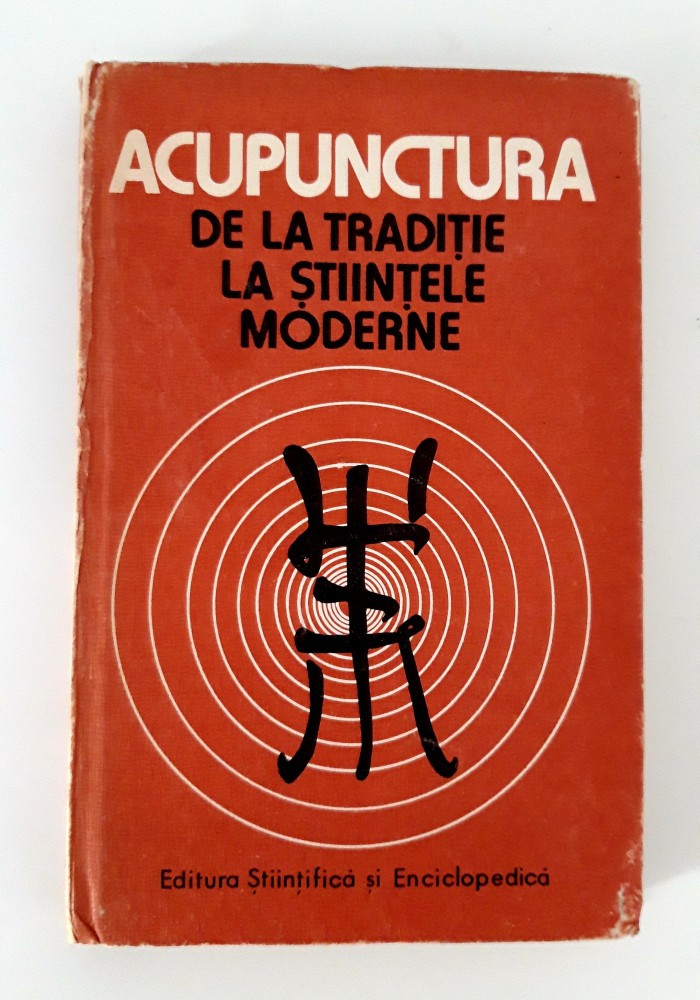 ACUPUNCTURA
DE LA TRADIȚIE
LA ȘTIINȚELE
MODERNE
Editura Științifică și Enciclopedică